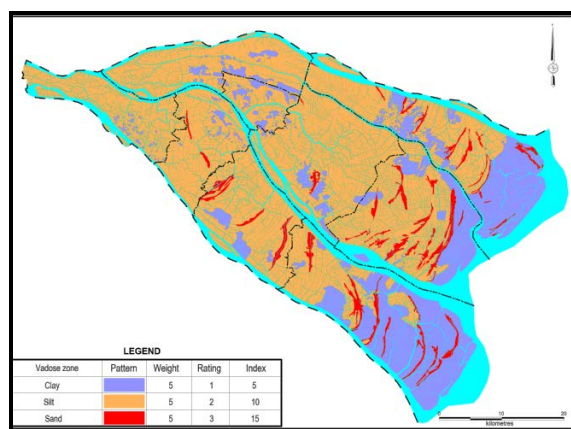 LEGEND
Vadose zone Pattern Weight Rating Index
Clay 5 1 5
Silt 5 2 10
Sand 5 3 15
0 10 20
kilometres